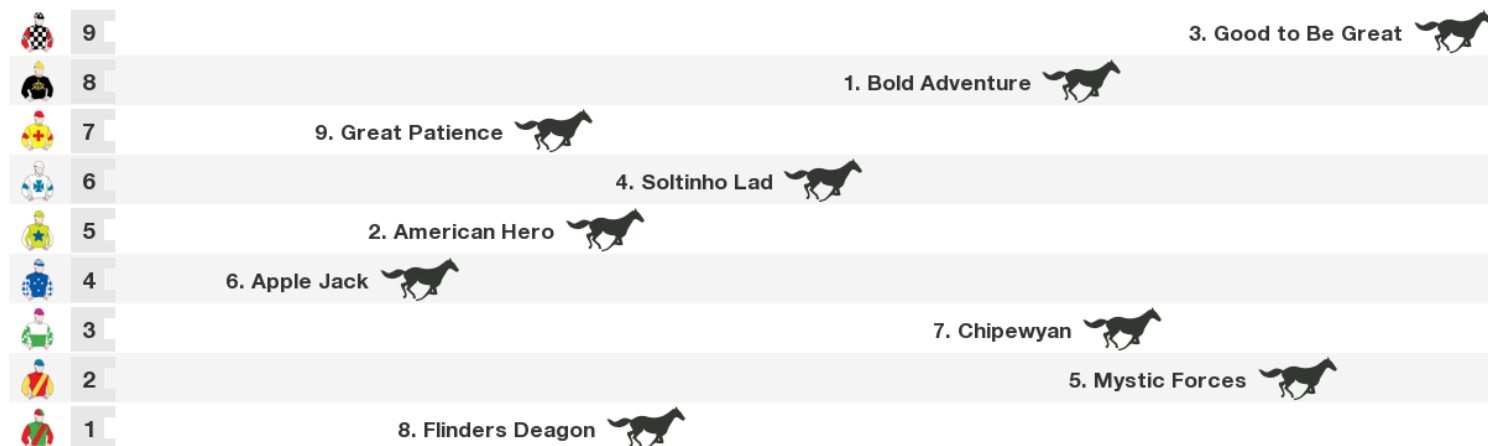 9 3. Good to Be Great
8 1. Bold Adventure
7 9. Great Patience
6 4. Soltinho Lad
5 2. American Hero
4 6. Apple Jack
3 7. Chipewyan
2 5. Mystic Forces
1 8. Flinders Deagon